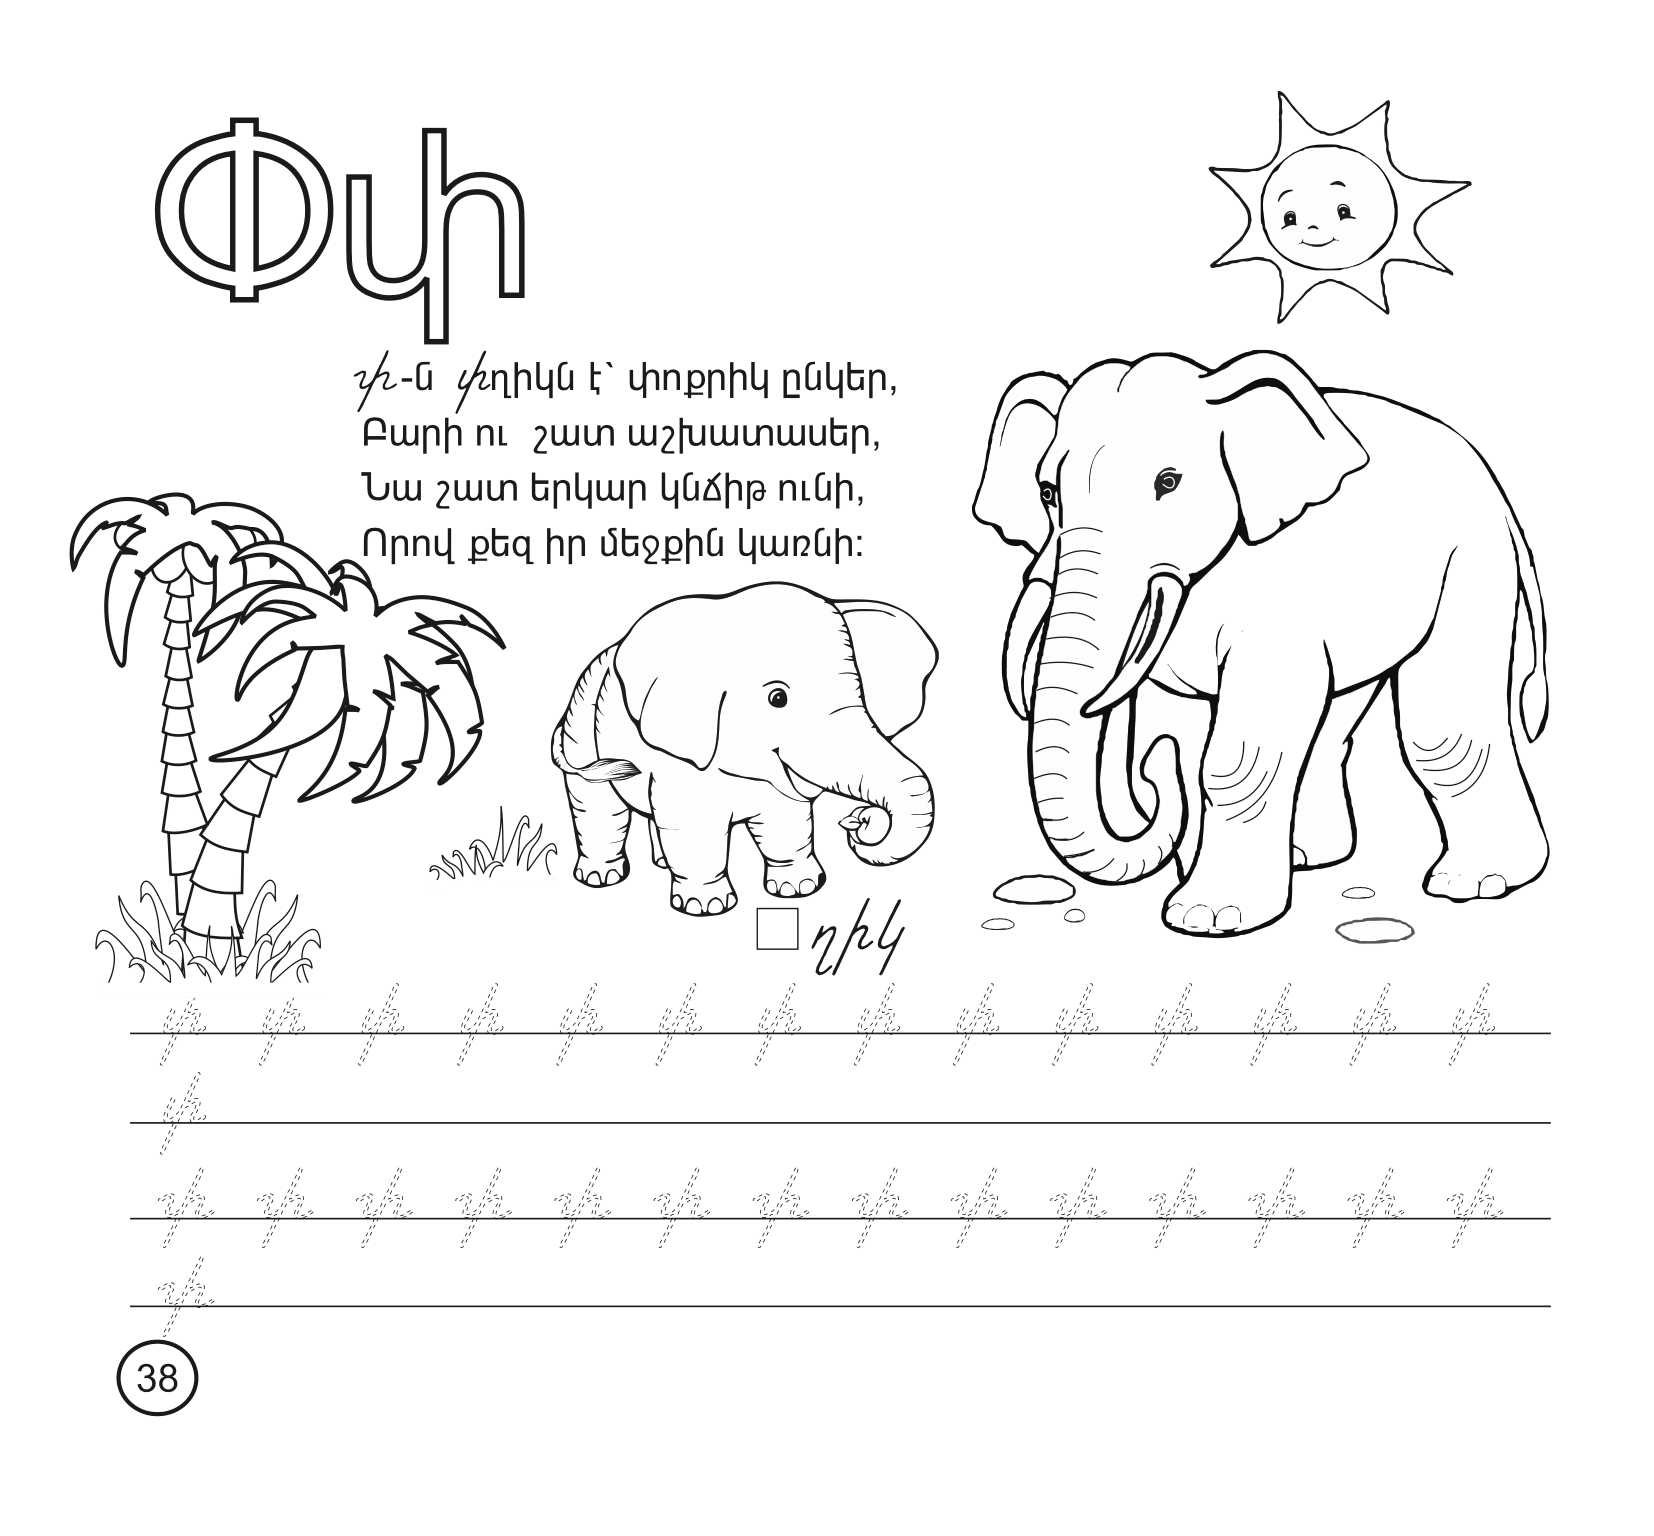 Փփ
փ-ն փղիկն է՝ փոքրիկ ընկեր,
Բարի ու շատ աշխատասեր,
Նա շատ երկար կնճիթ ունի,
Որով քեզ իր մեջքին կառնի:
ղիկ
փ փ փ փ փ փ փ փ փ փ փ փ փ փ
փ
փ փ փ փ փ փ փ փ փ փ փ փ փ փ
փ
38